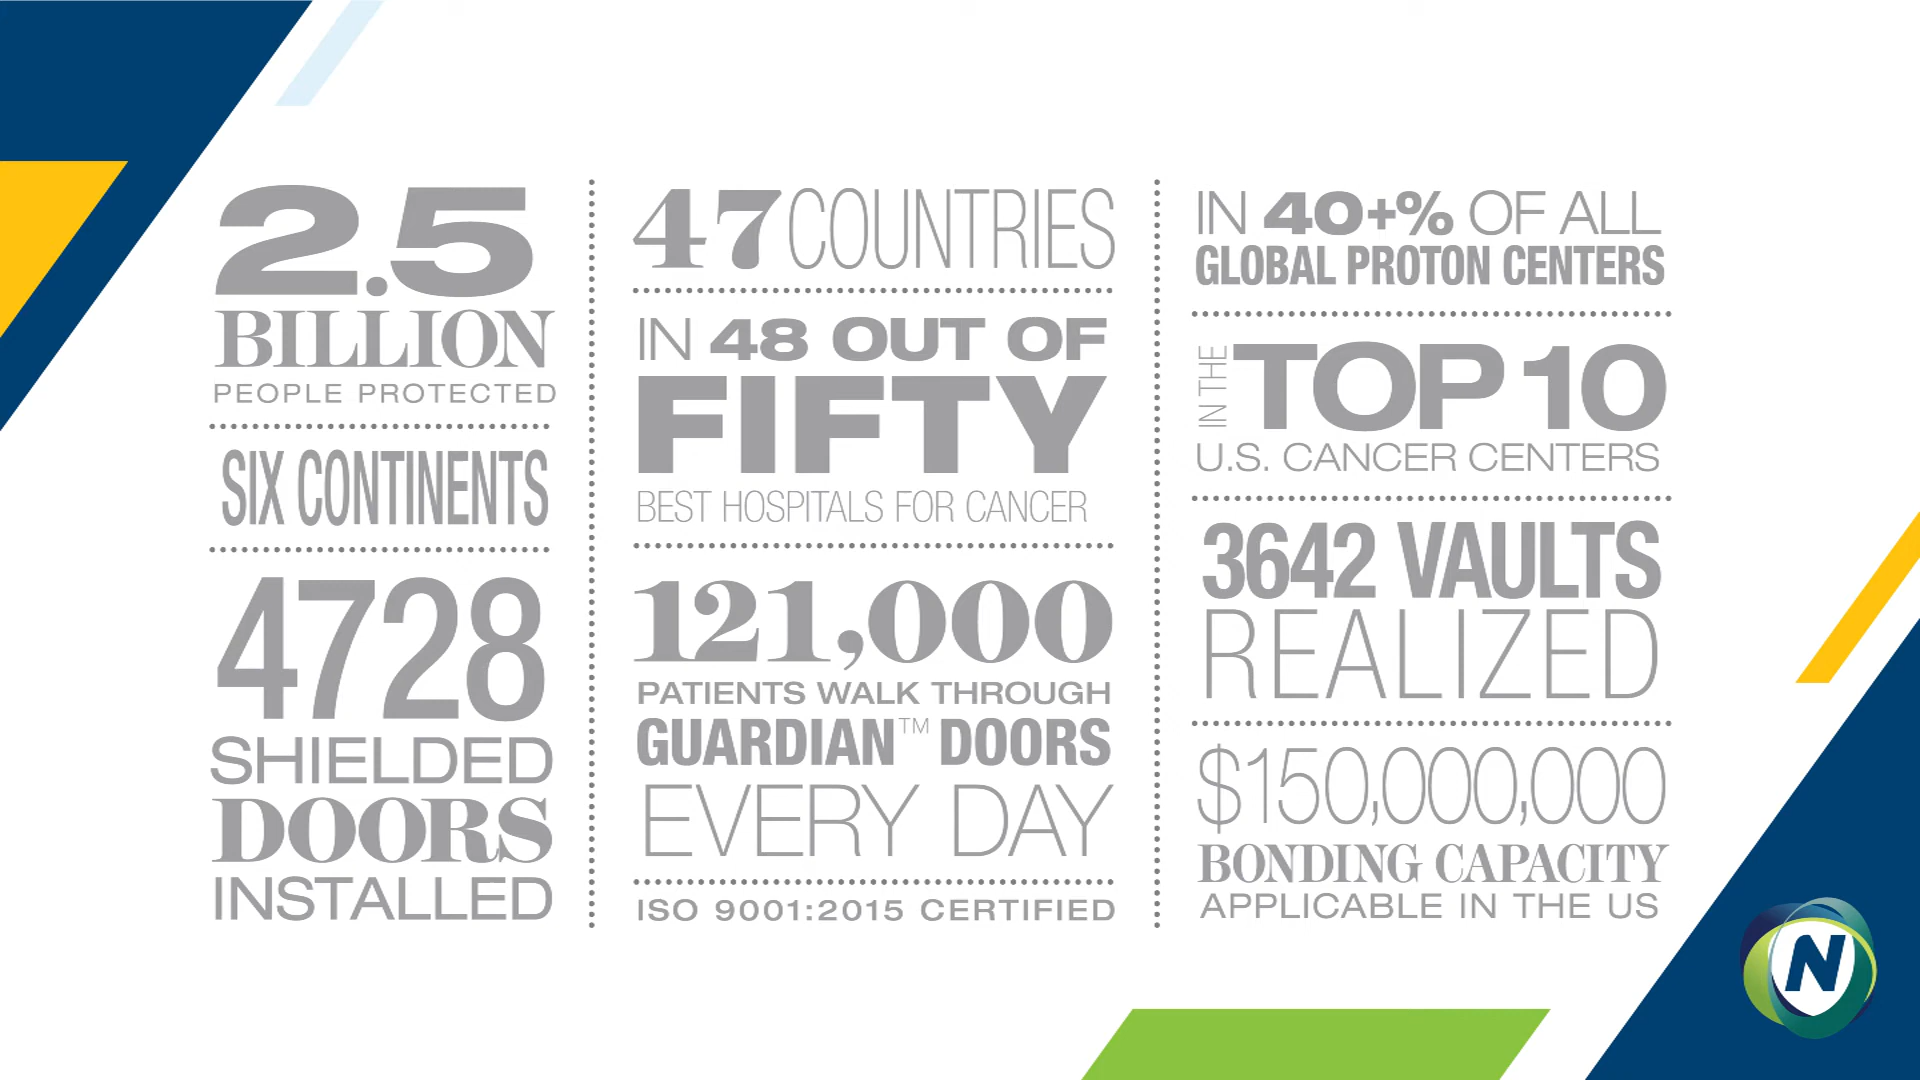 2.5
BILLION
PEOPLE PROTECTED
SIX CONTINENTS
4728
SHIELDED
DOORS
INSTALLED
47 COUNTRIES
IN 48 OUT OF
FIFTY
BEST HOSPITALS FOR CANCER
121,000
PATIENTS WALK THROUGH
GUARDIAN™ DOORS
EVERY DAY
ISO 9001:2015 CERTIFIED
IN 40+% OF ALL
GLOBAL PROTON CENTERS
IN THE TOP 10
U.S. CANCER CENTERS
3642 VAULTS
REALIZED
$150,000,000
BONDING CAPACITY
APPLICABLE IN THE US
N